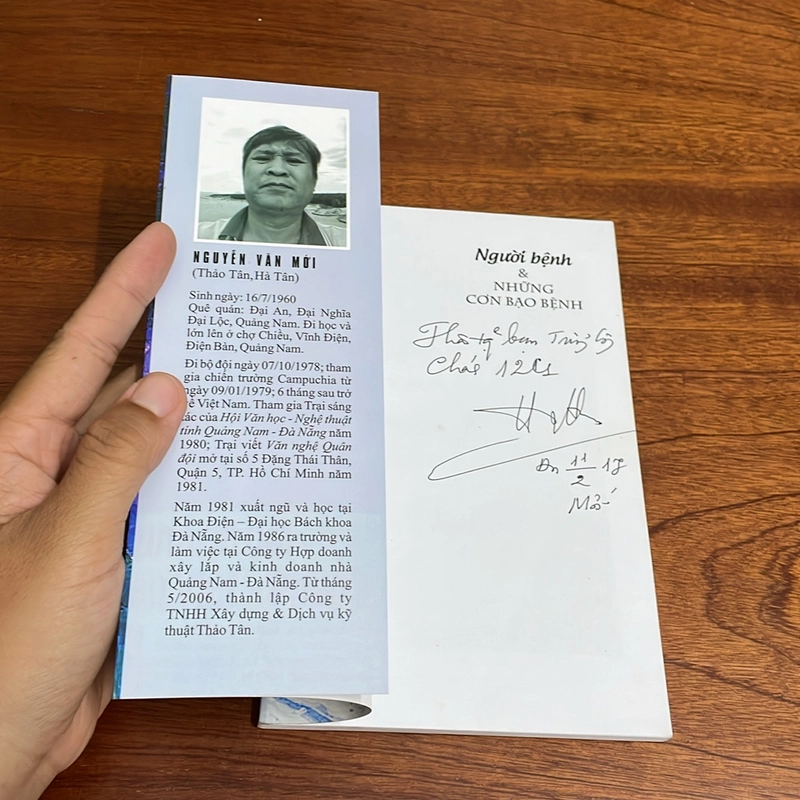 NGUYỄN VĂN MỚI
(Thảo Tân, Hà Tân)
Sinh ngày: 16/7/1960
Quê quán: Đại An, Đại Nghĩa
Đại Lộc, Quảng Nam. Đi học và
lớn lên ở chợ Chiều, Vĩnh Điện,
Điện Bàn, Quảng Nam.
Đi bộ đội ngày 07/10/1978; tham
gia chiến trường Campuchia từ
ngày 09/01/1979; 6 tháng sau trở
về Việt Nam. Tham gia Trại sáng
tác của Hội Văn học - Nghệ thuật
tỉnh Quảng Nam - Đà Nẵng năm
1980; Trại viết Văn nghệ Quân
đội mở tại số 5 Đặng Thái Thân,
Quận 5, TP. Hồ Chí Minh năm
1981.
Năm 1981 xuất ngũ và học tại
Khoa Điện – Đại học Bách khoa
Đà Nẵng. Năm 1986 ra trường và
làm việc tại Công ty Hợp doanh
xây lắp và kinh doanh nhà
Quảng Nam - Đà Nẵng. Từ tháng
5/2006, thành lập Công ty
TNHH Xây dựng & Dịch vụ kỹ
thuật Thảo Tân.
Người bệnh
&
NHỮNG
CƠN BẠO BỆNH
bạn
12C1
Đn 11/2 17